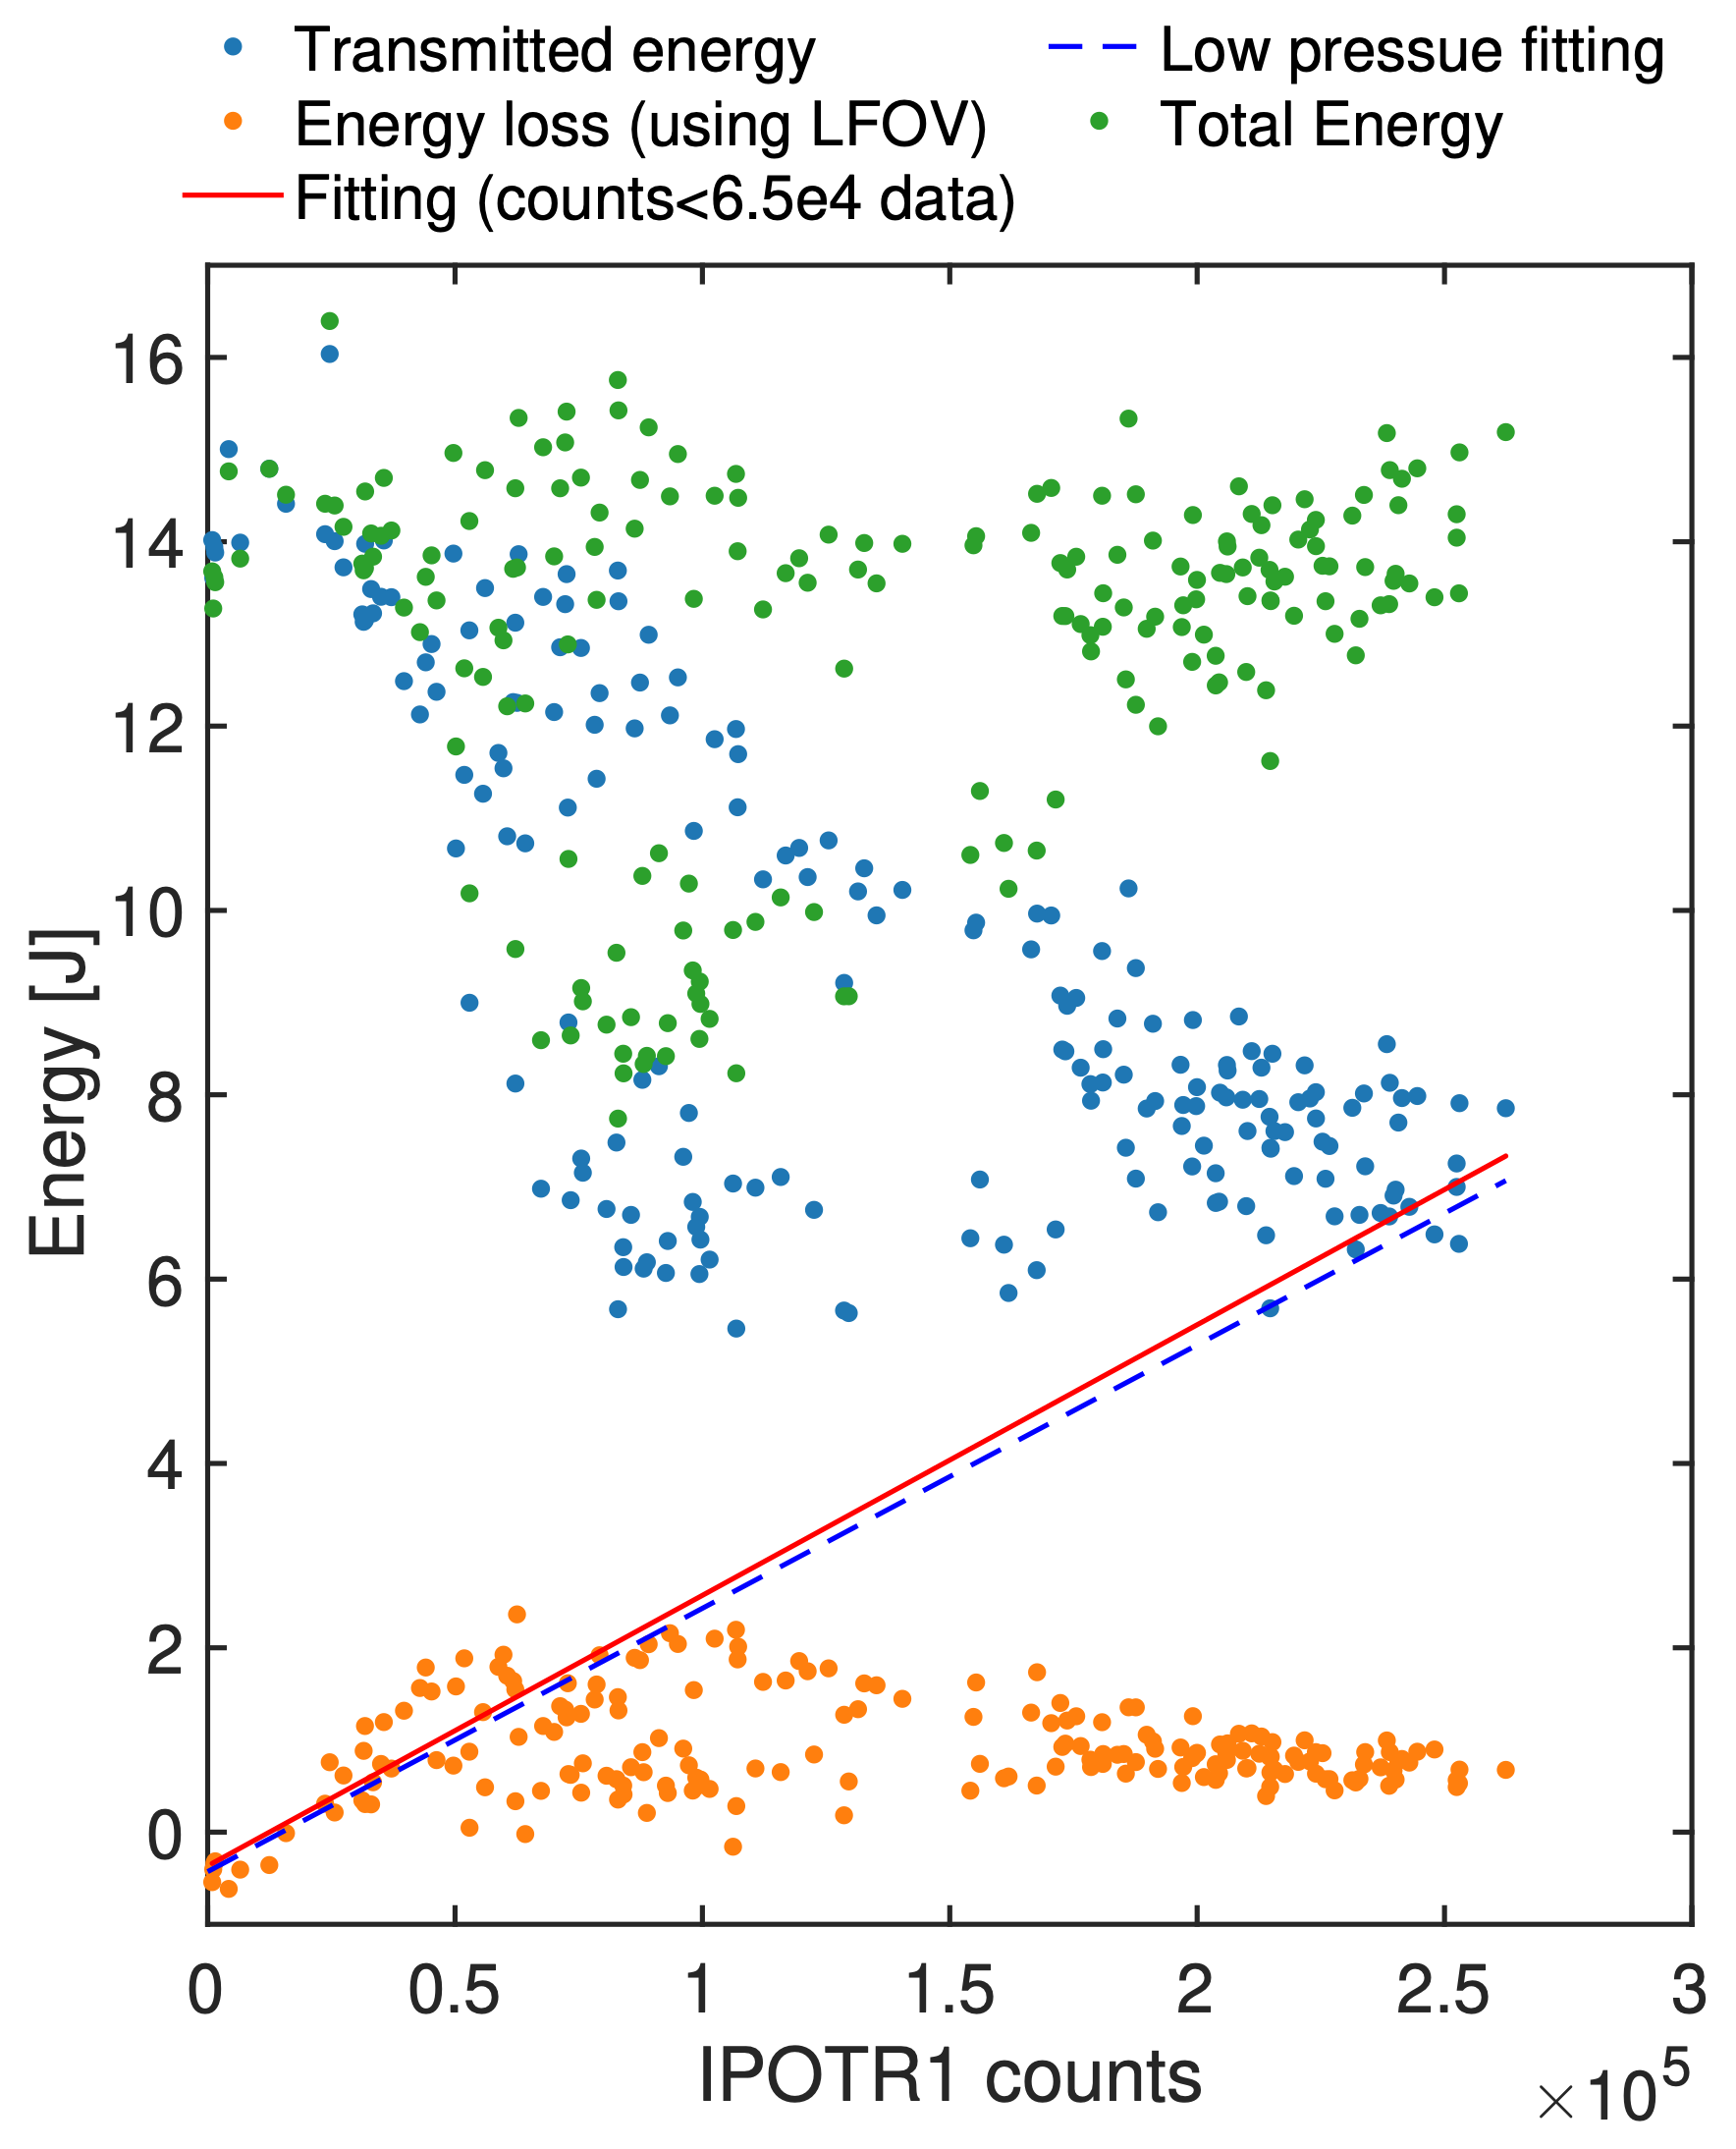 Transmitted energy
Energy loss (using LFOV)
Fitting (counts<6.5e4 data)
Low pressue fitting
Total Energy
16
14
12
10
8
6
4
2
0
Energy [J]
0 0.5 1 1.5 2 2.5 3
IPOTR1 counts
×10^5